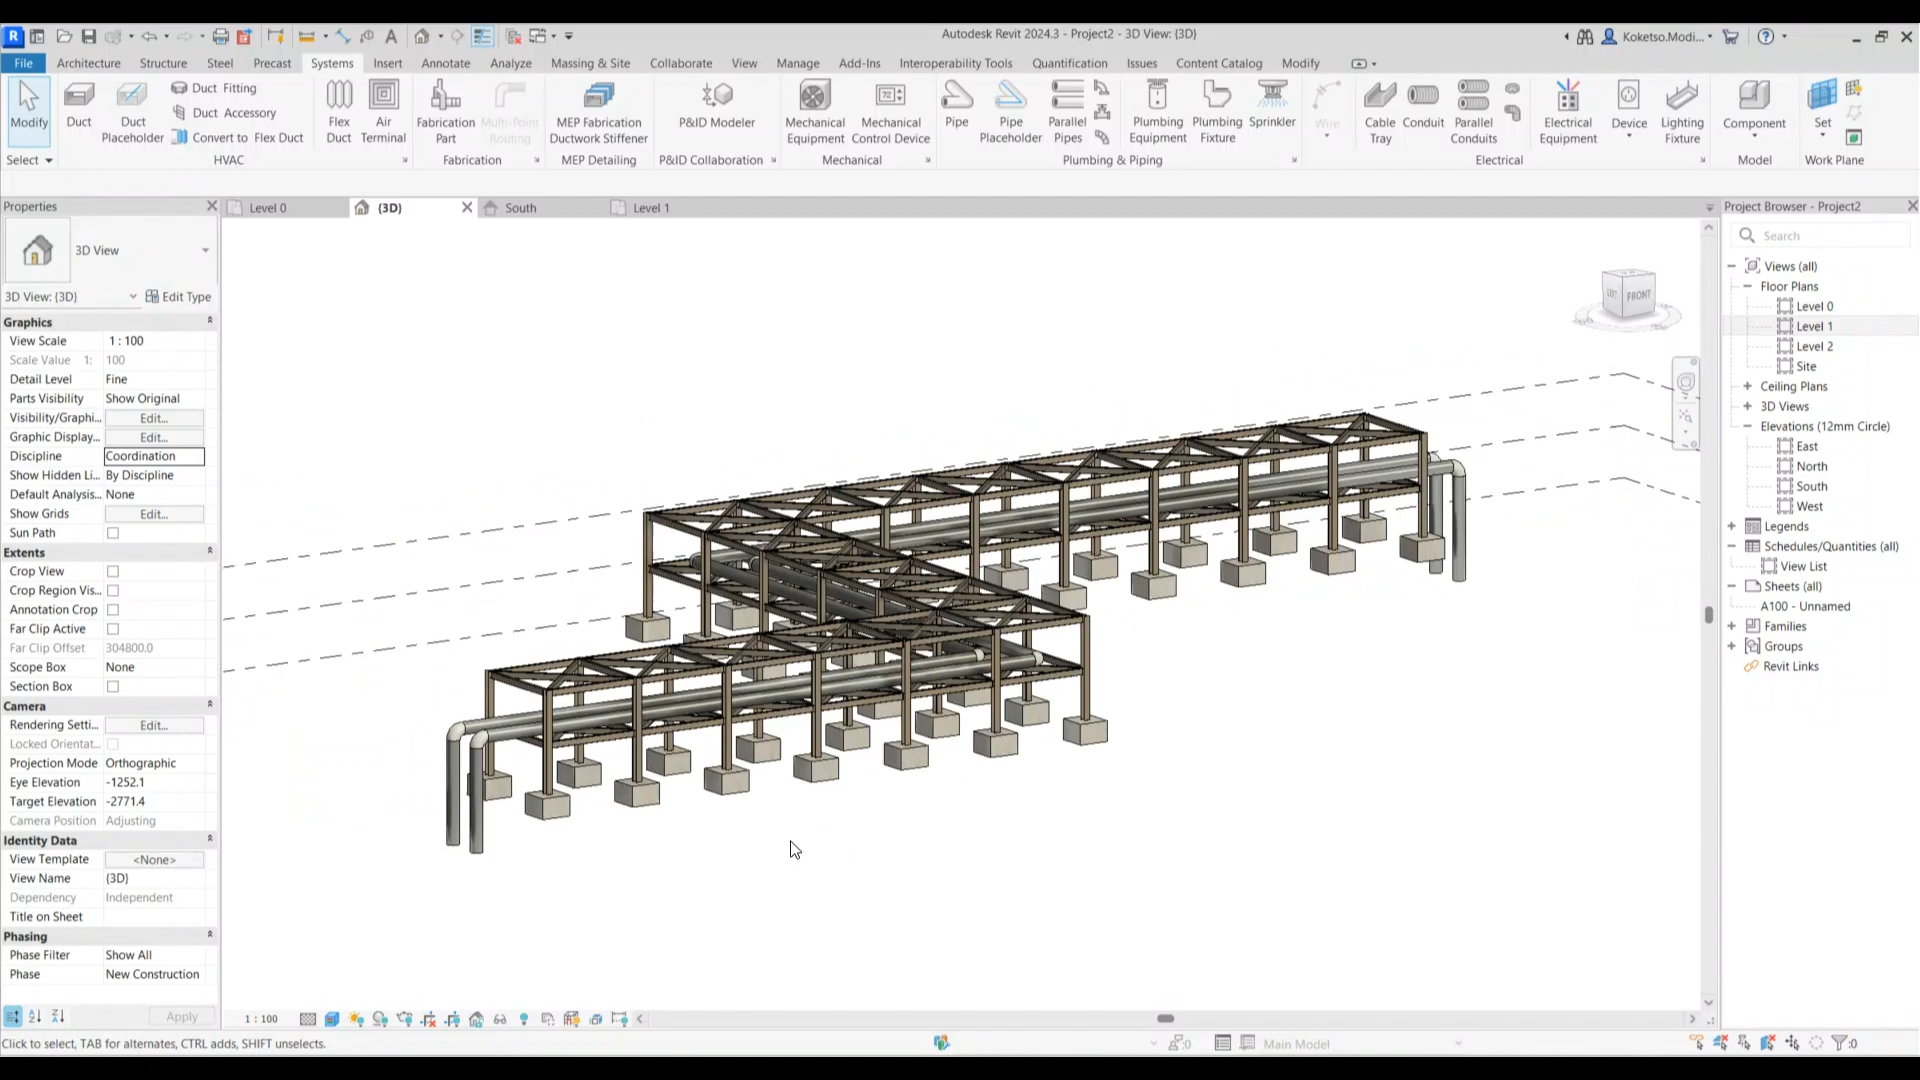 Autodesk Revit 2024.3 - Project2 - 3D View: {3D}
Koketso.Modi...
File Architecture Structure Steel Precast Systems Insert Annotate Analyze Massing & Site Collaborate View Manage Add-Ins Interoperability Tools Quantification Issues Content Catalog Modify
Modify
Select
Duct
Duct Placeholder
Duct Fitting
Duct Accessory
Convert to Flex Duct
Flex Duct
Air Terminal
HVAC
Fabrication Part
Multi-Point Routing
Fabrication
MEP Fabrication Ductwork Stiffener
MEP Detailing
P&ID Modeler
P&ID Collaboration
Mechanical Equipment
Mechanical Control Device
Mechanical
Pipe
Pipe Placeholder
Parallel Pipes
Plumbing Equipment
Plumbing Fixture
Sprinkler
Plumbing & Piping
Wire
Cable Tray
Conduit
Parallel Conduits
Electrical Equipment
Device
Lighting Fixture
Electrical
Component
Model
Set
Work Plane
Properties
3D View
3D View: {3D} Edit Type
Graphics
View Scale 1 : 100
Scale Value 1: 100
Detail Level Fine
Parts Visibility Show Original
Visibility/Graphi... Edit...
Graphic Display... Edit...
Discipline Coordination
Show Hidden Li... By Discipline
Default Analysis... None
Show Grids Edit...
Sun Path
Extents
Crop View
Crop Region Vis...
Annotation Crop
Far Clip Active
Far Clip Offset 304800.0
Scope Box None
Section Box
Camera
Rendering Setti... Edit...
Locked Orientat...
Projection Mode Orthographic
Eye Elevation -1252.1
Target Elevation -2771.4
Camera Position Adjusting
Identity Data
View Template <None>
View Name {3D}
Dependency Independent
Title on Sheet
Phasing
Phase Filter Show All
Phase New Construction
Apply
Level 0 {3D} South Level 1
FRONT
1 : 100
Project Browser - Project2
Search
Views (all)
Floor Plans
Level 0
Level 1
Level 2
Site
Ceiling Plans
3D Views
Elevations (12mm Circle)
East
North
South
West
Legends
Schedules/Quantities (all)
View List
Sheets (all)
A100 - Unnamed
Families
Groups
Revit Links
Click to select, TAB for alternates, CTRL adds, SHIFT unselects.
:0
Main Model
:0